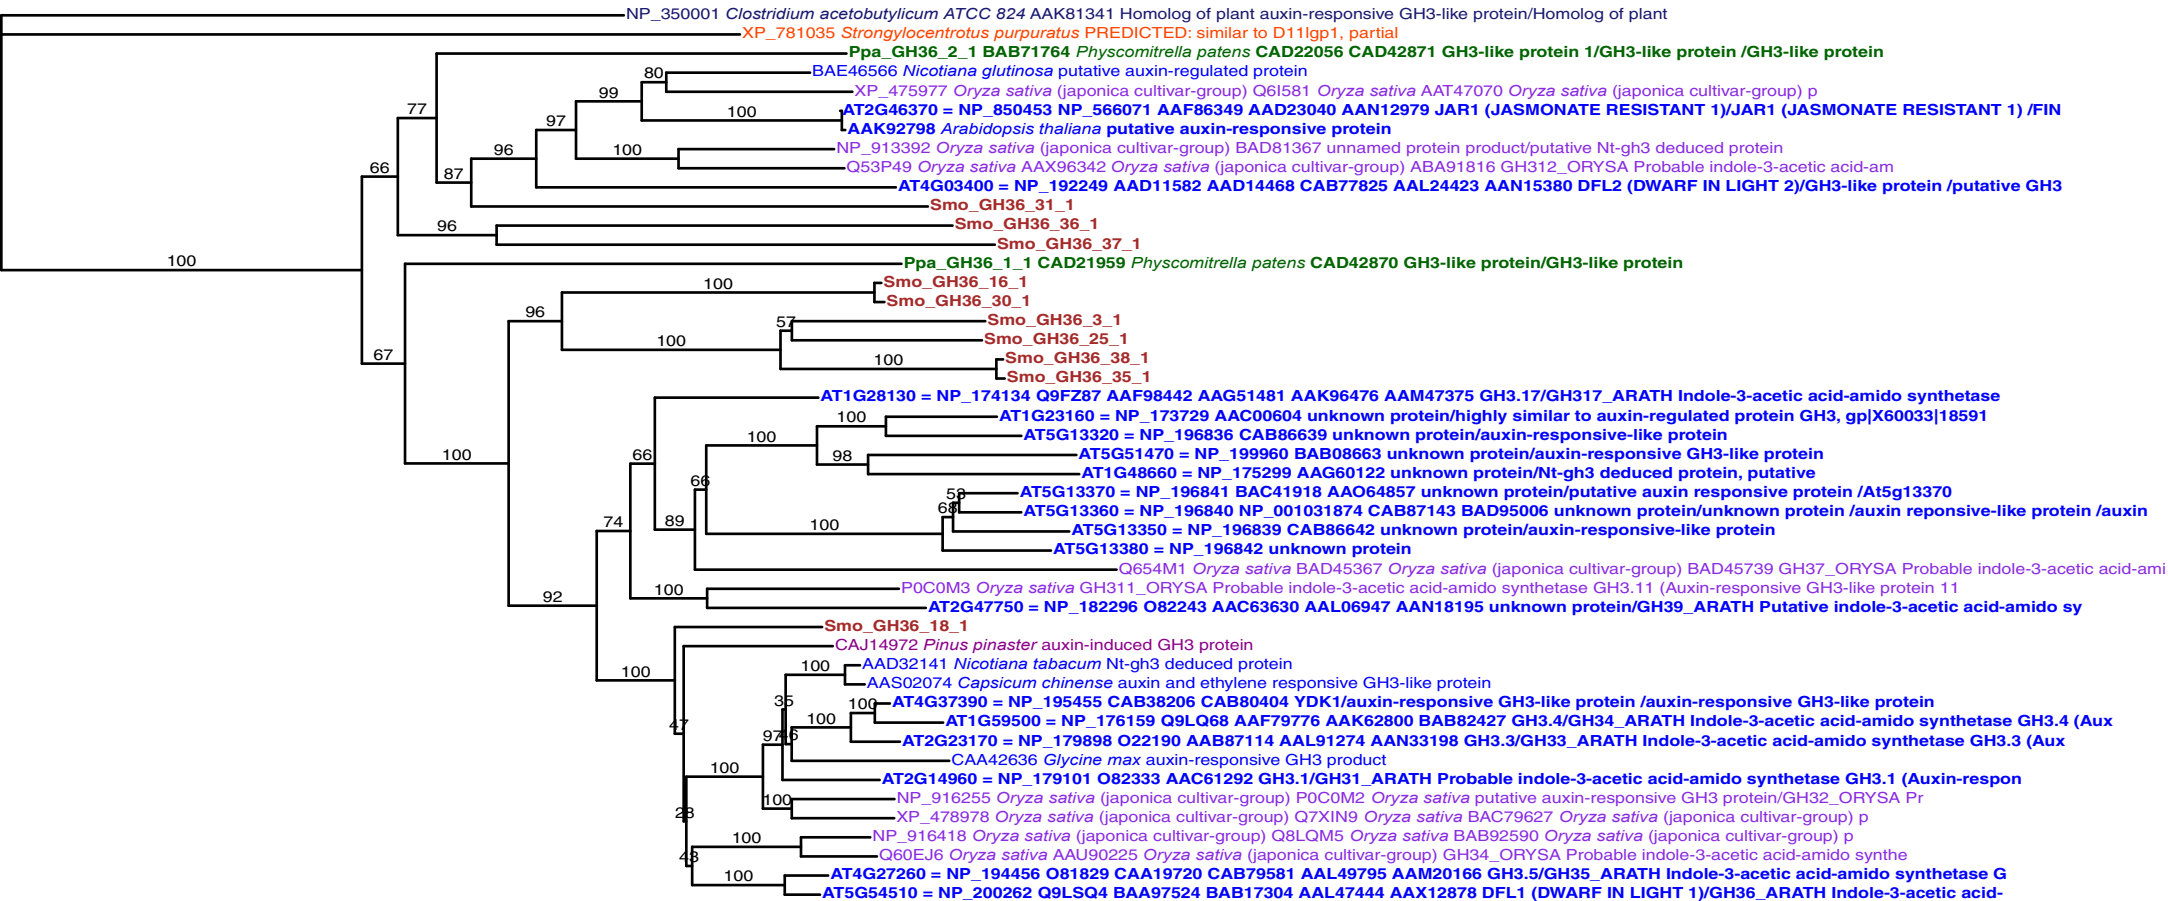 NP_350001 Clostridium acetobutylicum ATCC 824 AAK81341 Homolog of plant auxin-responsive GH3-like protein/Homolog of plant
XP_781035 Strongylocentrotus purpuratus PREDICTED: similar to D11lgp1, partial
Ppa_GH36_2_1 BAB71764 Physcomitrella patens CAD22056 CAD42871 GH3-like protein 1/GH3-like protein /GH3-like protein
80 BAE46566 Nicotiana glutinosa putative auxin-regulated protein
99 XP_475977 Oryza sativa (japonica cultivar-group) Q6I581 Oryza sativa AAT47070 Oryza sativa (japonica cultivar-group) p
77 100 AT2G46370 = NP_850453 NP_566071 AAF86349 AAD23040 AAN12979 JAR1 (JASMONATE RESISTANT 1)/JAR1 (JASMONATE RESISTANT 1) /FIN
97 AAK92798 Arabidopsis thaliana putative auxin-responsive protein
96 100 NP_913392 Oryza sativa (japonica cultivar-group) BAD81367 unnamed protein product/putative Nt-gh3 deduced protein
66 Q53P49 Oryza sativa AAX96342 Oryza sativa (japonica cultivar-group) ABA91816 GH312_ORYSA Probable indole-3-acetic acid-am
87 AT4G03400 = NP_192249 AAD11582 AAD14468 CAB77825 AAL24423 AAN15380 DFL2 (DWARF IN LIGHT 2)/GH3-like protein /putative GH3
Smo_GH36_31_1
96 Smo_GH36_36_1
Smo_GH36_37_1
100 Ppa_GH36_1_1 CAD21959 Physcomitrella patens CAD42870 GH3-like protein/GH3-like protein
100 Smo_GH36_16_1
Smo_GH36_30_1
96 57 Smo_GH36_3_1
100 Smo_GH36_25_1
67 100 Smo_GH36_38_1
Smo_GH36_35_1
AT1G28130 = NP_174134 Q9FZ87 AAF98442 AAG51481 AAK96476 AAM47375 GH3.17/GH317_ARATH Indole-3-acetic acid-amido synthetase
100 AT1G23160 = NP_173729 AAC00604 unknown protein/highly similar to auxin-regulated protein GH3, gp|X60033|18591
100 AT5G13320 = NP_196836 CAB86639 unknown protein/auxin-responsive-like protein
100 66 98 AT5G51470 = NP_199960 BAB08663 unknown protein/auxin-responsive GH3-like protein
AT1G48660 = NP_175299 AAG60122 unknown protein/Nt-gh3 deduced protein, putative
66 53 AT5G13370 = NP_196841 BAC41918 AAO64857 unknown protein/putative auxin responsive protein /At5g13370
68 AT5G13360 = NP_196840 NP_001031874 CAB87143 BAD95006 unknown protein/unknown protein /auxin reponsive-like protein /auxin
74 89 100 AT5G13350 = NP_196839 CAB86642 unknown protein/auxin-responsive-like protein
AT5G13380 = NP_196842 unknown protein
Q654M1 Oryza sativa BAD45367 Oryza sativa (japonica cultivar-group) BAD45739 GH37_ORYSA Probable indole-3-acetic acid-ami
92 100 P0C0M3 Oryza sativa GH311_ORYSA Probable indole-3-acetic acid-amido synthetase GH3.11 (Auxin-responsive GH3-like protein 11
AT2G47750 = NP_182296 O82243 AAC63630 AAL06947 AAN18195 unknown protein/GH39_ARATH Putative indole-3-acetic acid-amido sy
Smo_GH36_18_1
CAJ14972 Pinus pinaster auxin-induced GH3 protein
100 100 AAD32141 Nicotiana tabacum Nt-gh3 deduced protein
AAS02074 Capsicum chinense auxin and ethylene responsive GH3-like protein
35 100 AT4G37390 = NP_195455 CAB38206 CAB80404 YDK1/auxin-responsive GH3-like protein /auxin-responsive GH3-like protein
47 100 AT1G59500 = NP_176159 Q9LQ68 AAF79776 AAK62800 BAB82427 GH3.4/GH34_ARATH Indole-3-acetic acid-amido synthetase GH3.4 (Aux
97 46 AT2G23170 = NP_179898 O22190 AAB87114 AAL91274 AAN33198 GH3.3/GH33_ARATH Indole-3-acetic acid-amido synthetase GH3.3 (Aux
CAA42636 Glycine max auxin-responsive GH3 product
100 AT2G14960 = NP_179101 O82333 AAC61292 GH3.1/GH31_ARATH Probable indole-3-acetic acid-amido synthetase GH3.1 (Auxin-respon
100 NP_916255 Oryza sativa (japonica cultivar-group) P0C0M2 Oryza sativa putative auxin-responsive GH3 protein/GH32_ORYSA Pr
28 XP_478978 Oryza sativa (japonica cultivar-group) Q7XIN9 Oryza sativa BAC79627 Oryza sativa (japonica cultivar-group) p
100 NP_916418 Oryza sativa (japonica cultivar-group) Q8LQM5 Oryza sativa BAB92590 Oryza sativa (japonica cultivar-group) p
43 Q60EJ6 Oryza sativa AAU90225 Oryza sativa (japonica cultivar-group) GH34_ORYSA Probable indole-3-acetic acid-amido synthe
100 AT4G27260 = NP_194456 O81829 CAA19720 CAB79581 AAL49795 AAM20166 GH3.5/GH35_ARATH Indole-3-acetic acid-amido synthetase G
AT5G54510 = NP_200262 Q9LSQ4 BAA97524 BAB17304 AAL47444 AAX12878 DFL1 (DWARF IN LIGHT 1)/GH36_ARATH Indole-3-acetic acid-